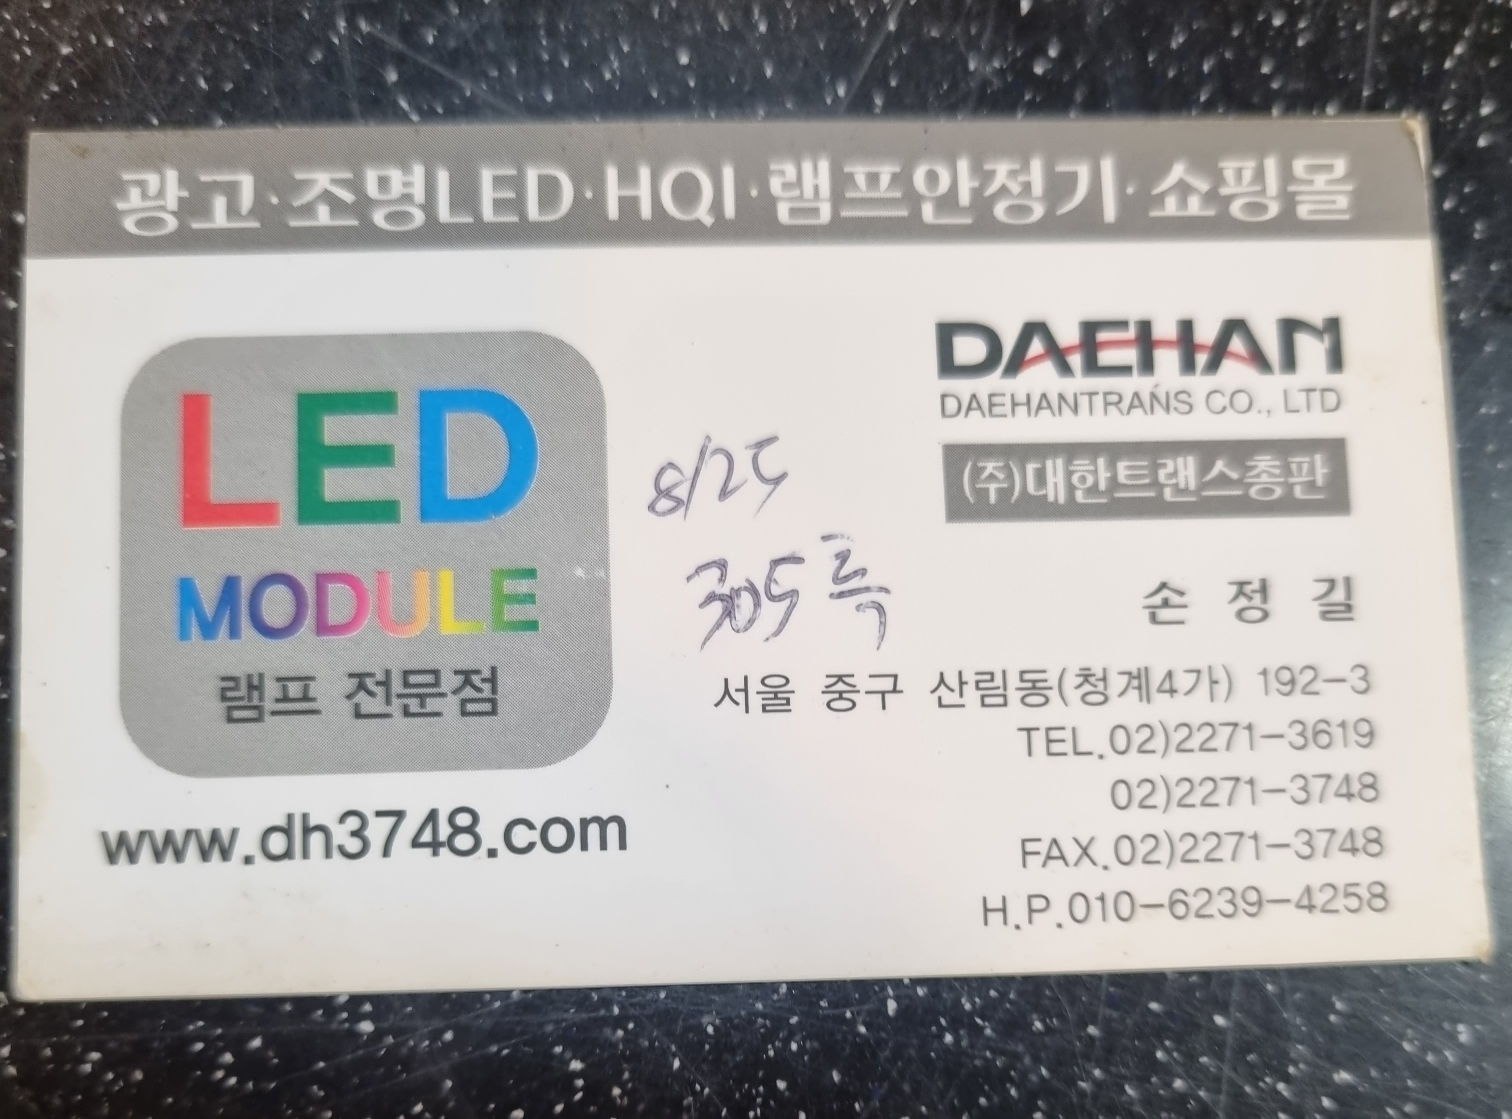 광고·조명LED·HQI·램프안정기·쇼핑몰
LED
MODULE
램프 전문점
www.dh3748.com
8/25
305특
DAEHAN
DAEHANTRAŃS CO., LTD
(주)대한트랜스총판
손 정 길
서울 중구 산림동(청계4가) 192-3
TEL.02)2271-3619
02)2271-3748
FAX.02)2271-3748
H.P.010-6239-4258